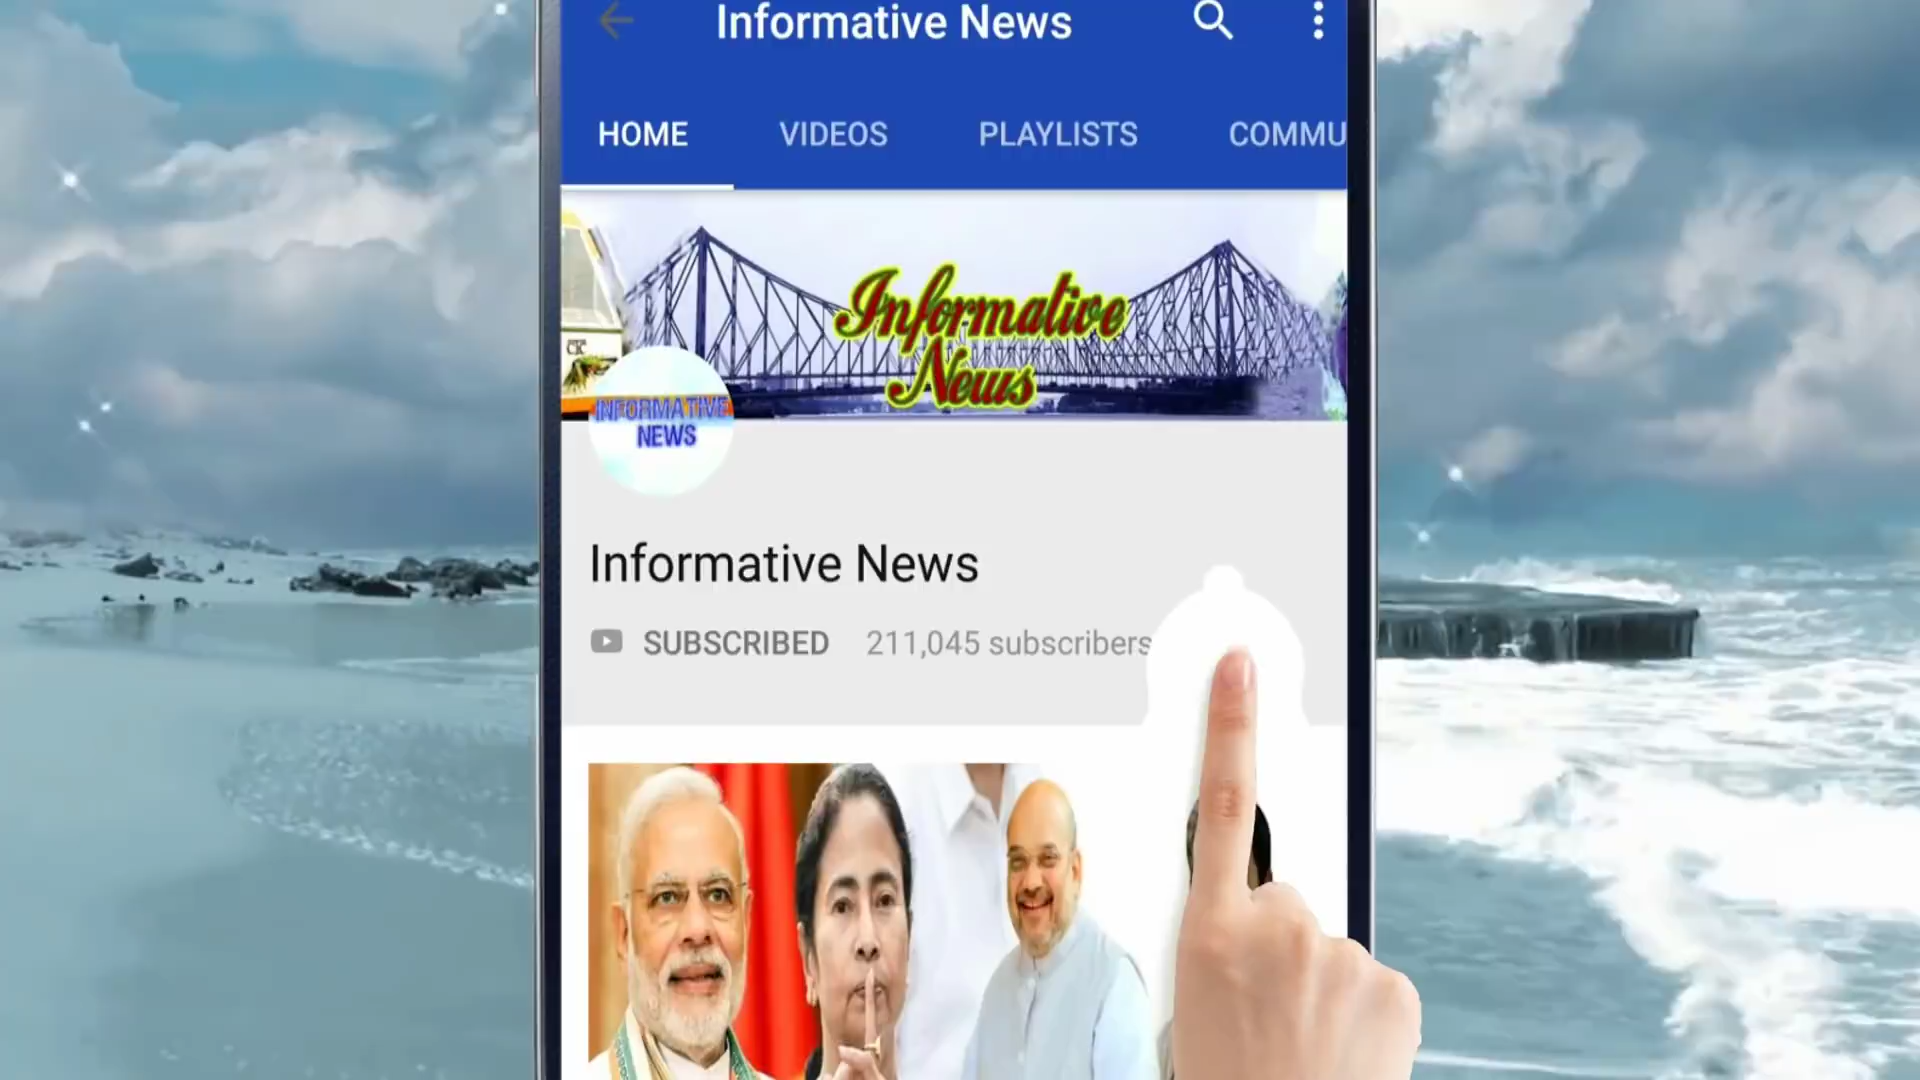 Informative News
HOME VIDEOS PLAYLISTS COMMU
Informative
News
INFORMATIVE
NEWS
Informative News
SUBSCRIBED 211,045 subscribers